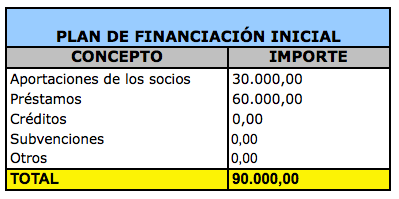 PLAN DE FINANCIACIÓN INICIAL
CONCEPTO IMPORTE
Aportaciones de los socios 30.000,00
Préstamos 60.000,00
Créditos 0,00
Subvenciones 0,00
Otros 0,00
TOTAL 90.000,00